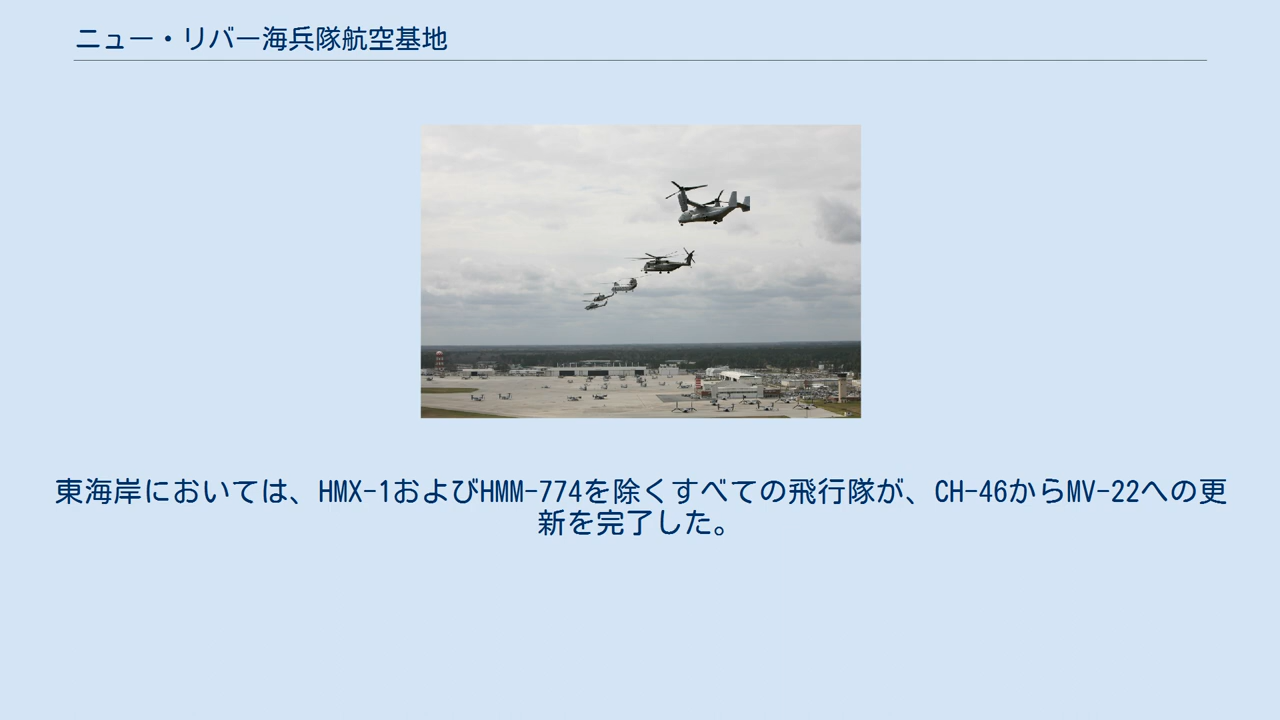 ニュー・リバー海兵隊航空基地
東海岸においては、HMX-1およびHMM-774を除くすべての飛行隊が、CH-46からMV-22への更
新を完了した。